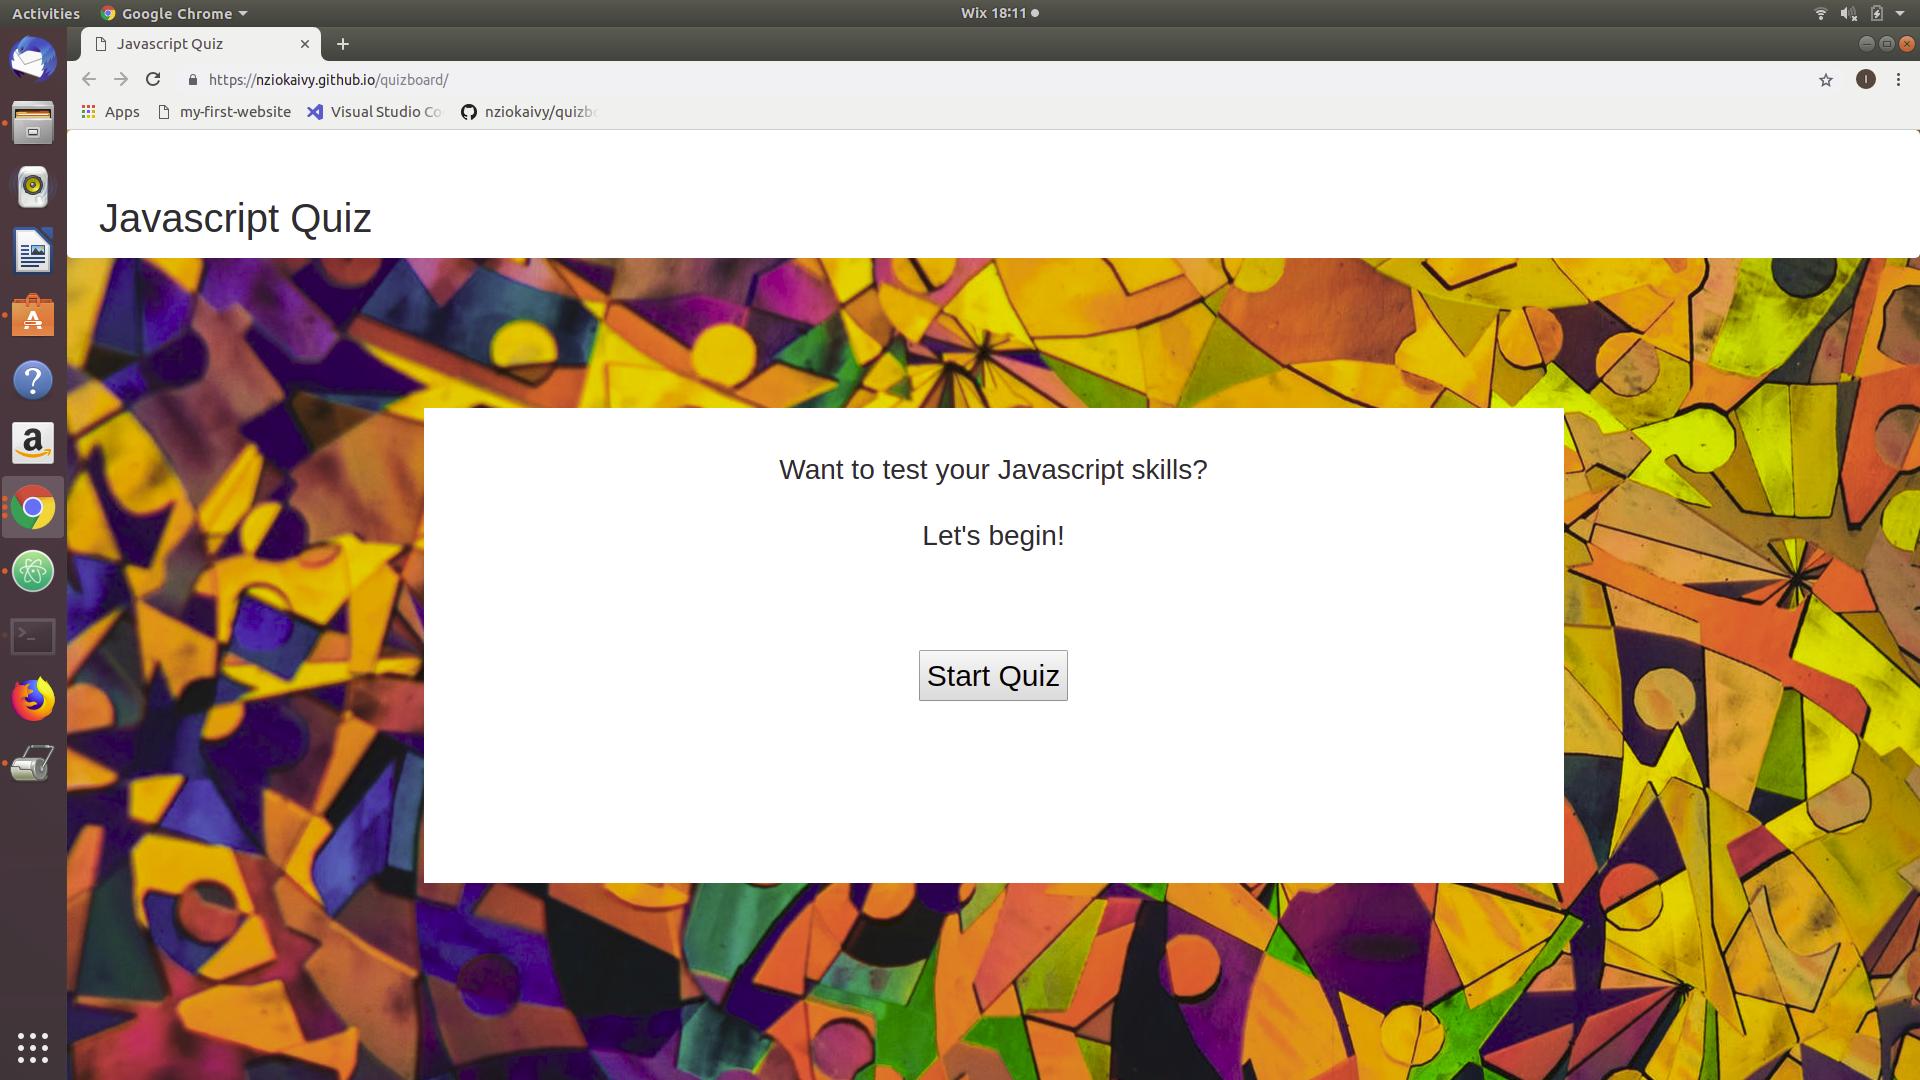 Activities Google Chrome Wix 18:11
Javascript Quiz
https://nziokaivy.github.io/quizboard/ I
Apps my-first-website Visual Studio Co nziokaivy/quizbo
Javascript Quiz
Want to test your Javascript skills?
Let's begin!
Start Quiz